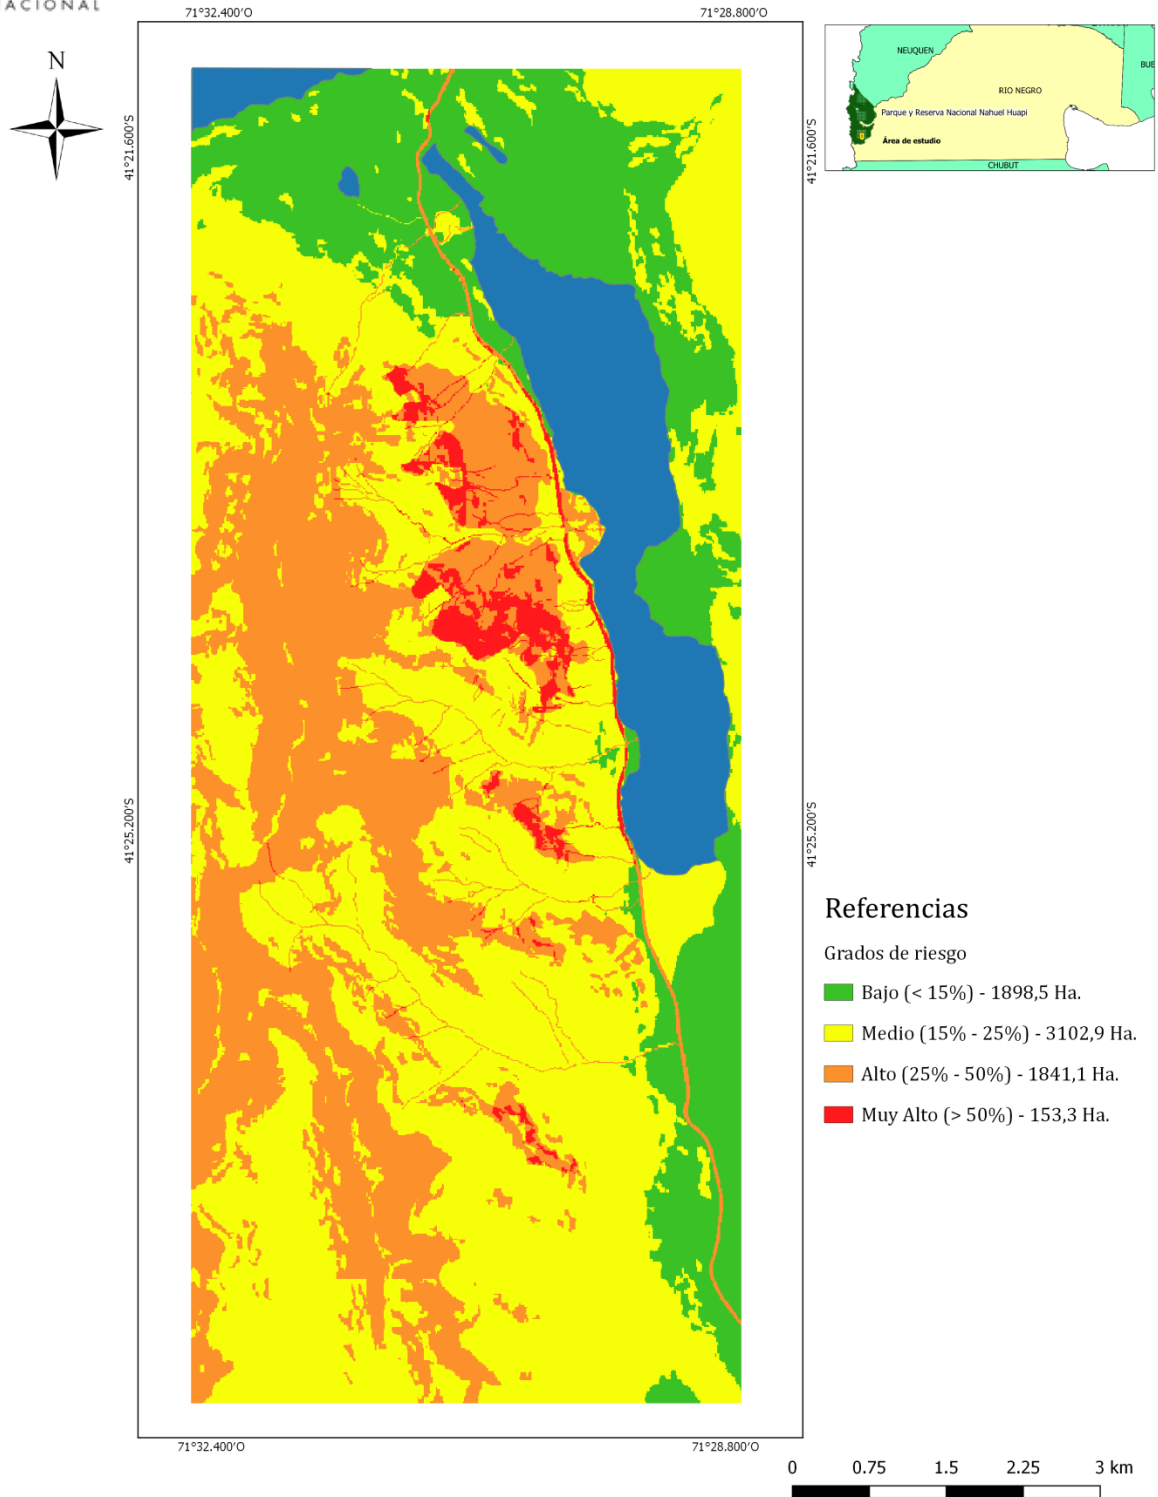 NACIONAL
71°32.400′O
71°28.800′O
N
41°21.600′S
41°21.600′S
NEUQUEN
BUE
RIO NEGRO
Parque y Reserva Nacional Nahuel Huapi
Área de estudio
CHUBUT
41°25.200′S
41°25.200′S
Referencias
Grados de riesgo
Bajo (< 15%) - 1898,5 Ha.
Medio (15% - 25%) - 3102,9 Ha.
Alto (25% - 50%) - 1841,1 Ha.
Muy Alto (> 50%) - 153,3 Ha.
71°32.400′O
71°28.800′O
0 0.75 1.5 2.25 3 km